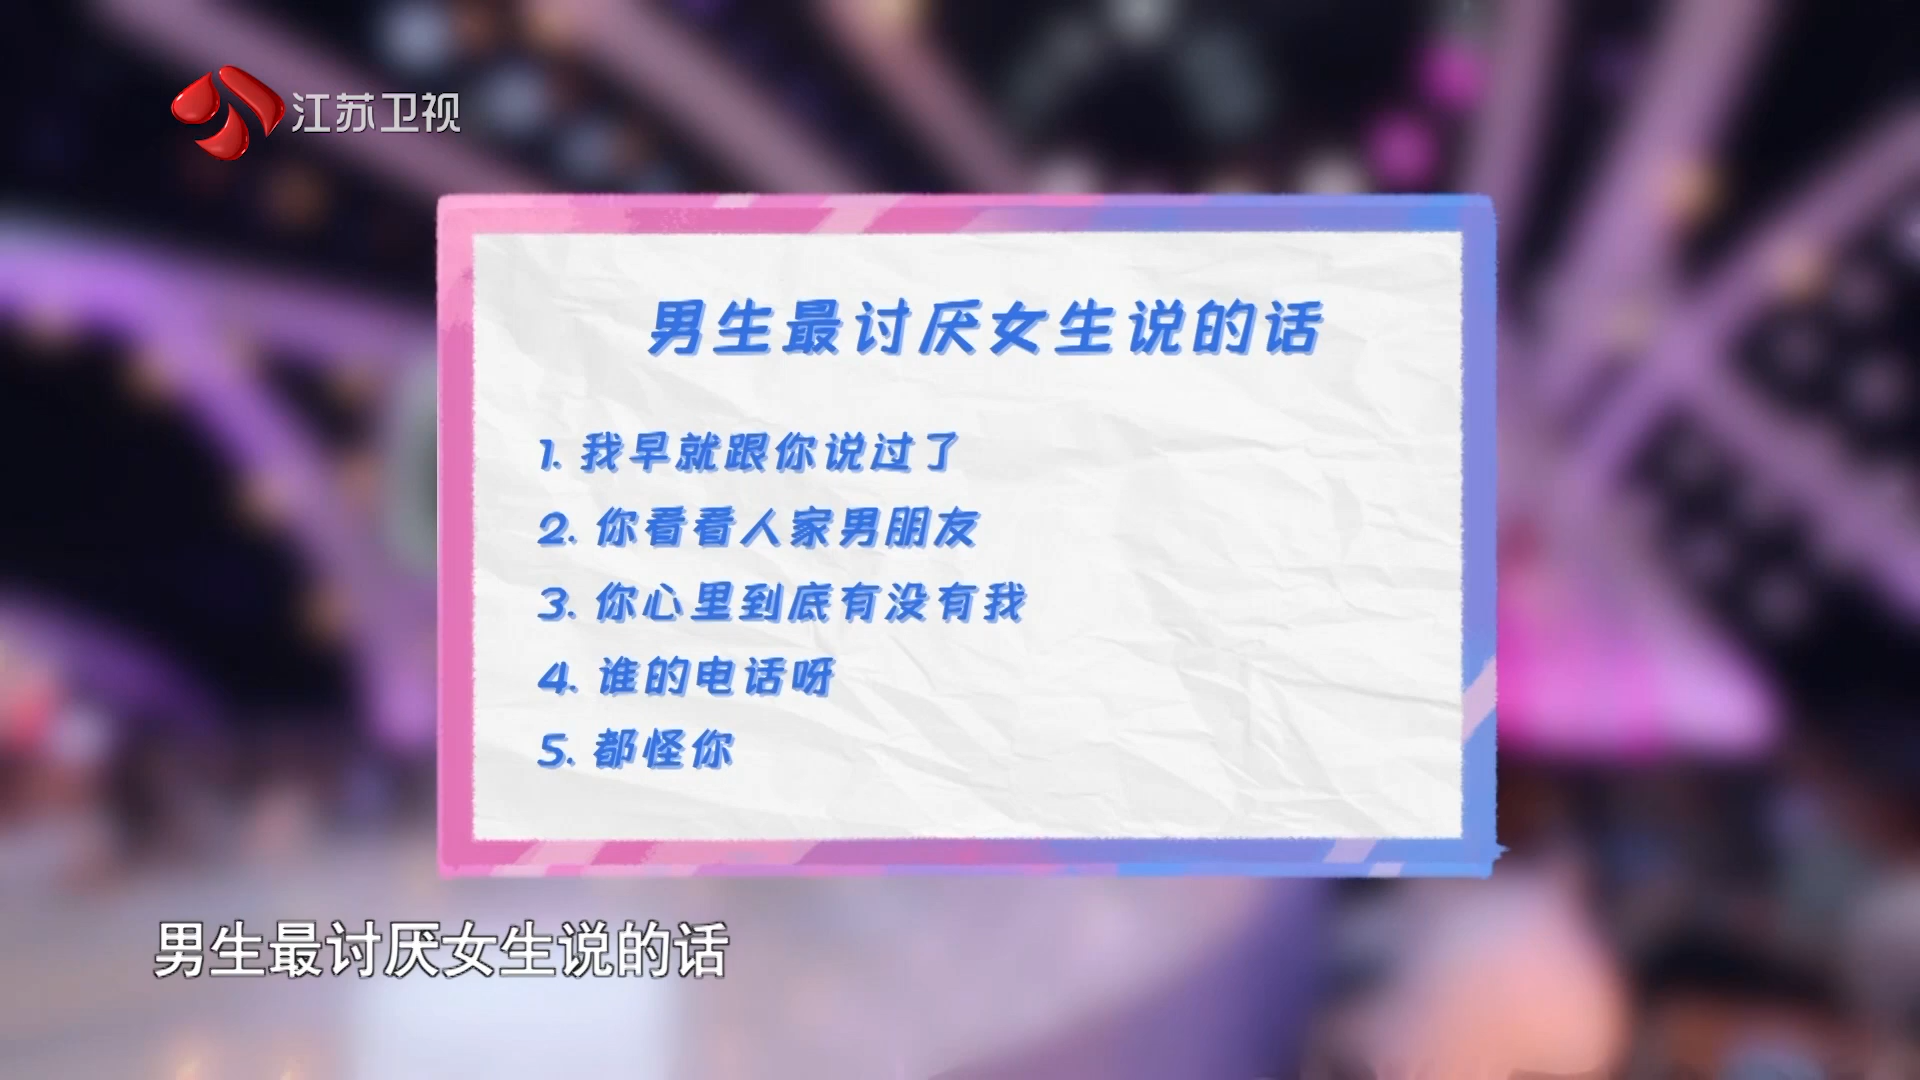 江苏卫视
男生最讨厌女生说的话
1. 我早就跟你说过了
2. 你看看人家男朋友
3. 你心里到底有没有我
4. 谁的电话呀
5. 都怪你
男生最讨厌女生说的话